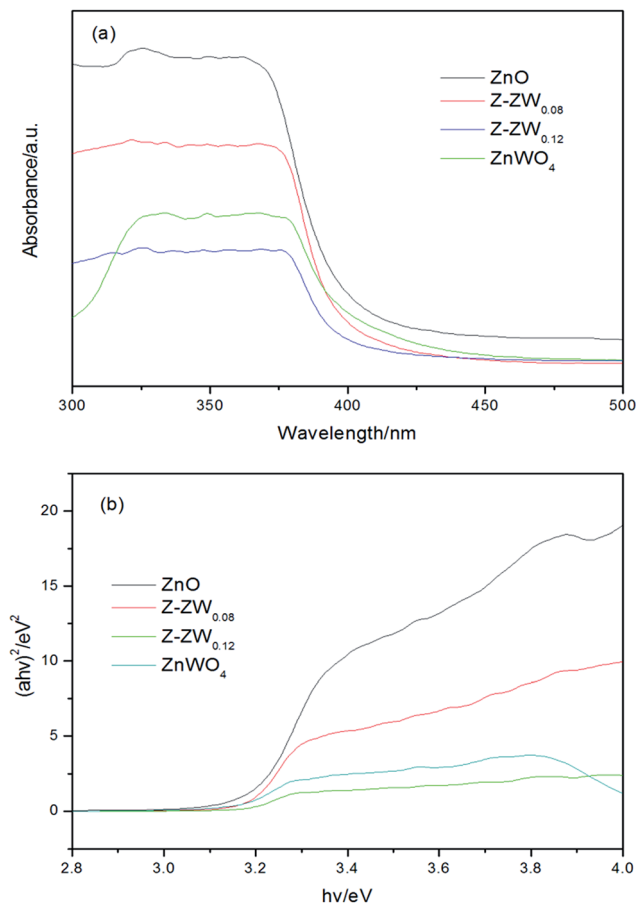 (a)
ZnO
Z-ZW0.08
Z-ZW0.12
ZnWO4
Absorbance/a.u.
300 350 400 450 500
Wavelength/nm
(b)
20
15
10
5
0
ZnO
Z-ZW0.08
Z-ZW0.12
ZnWO4
(ahv)²/eV²
2.8 3.0 3.2 3.4 3.6 3.8 4.0
hv/eV